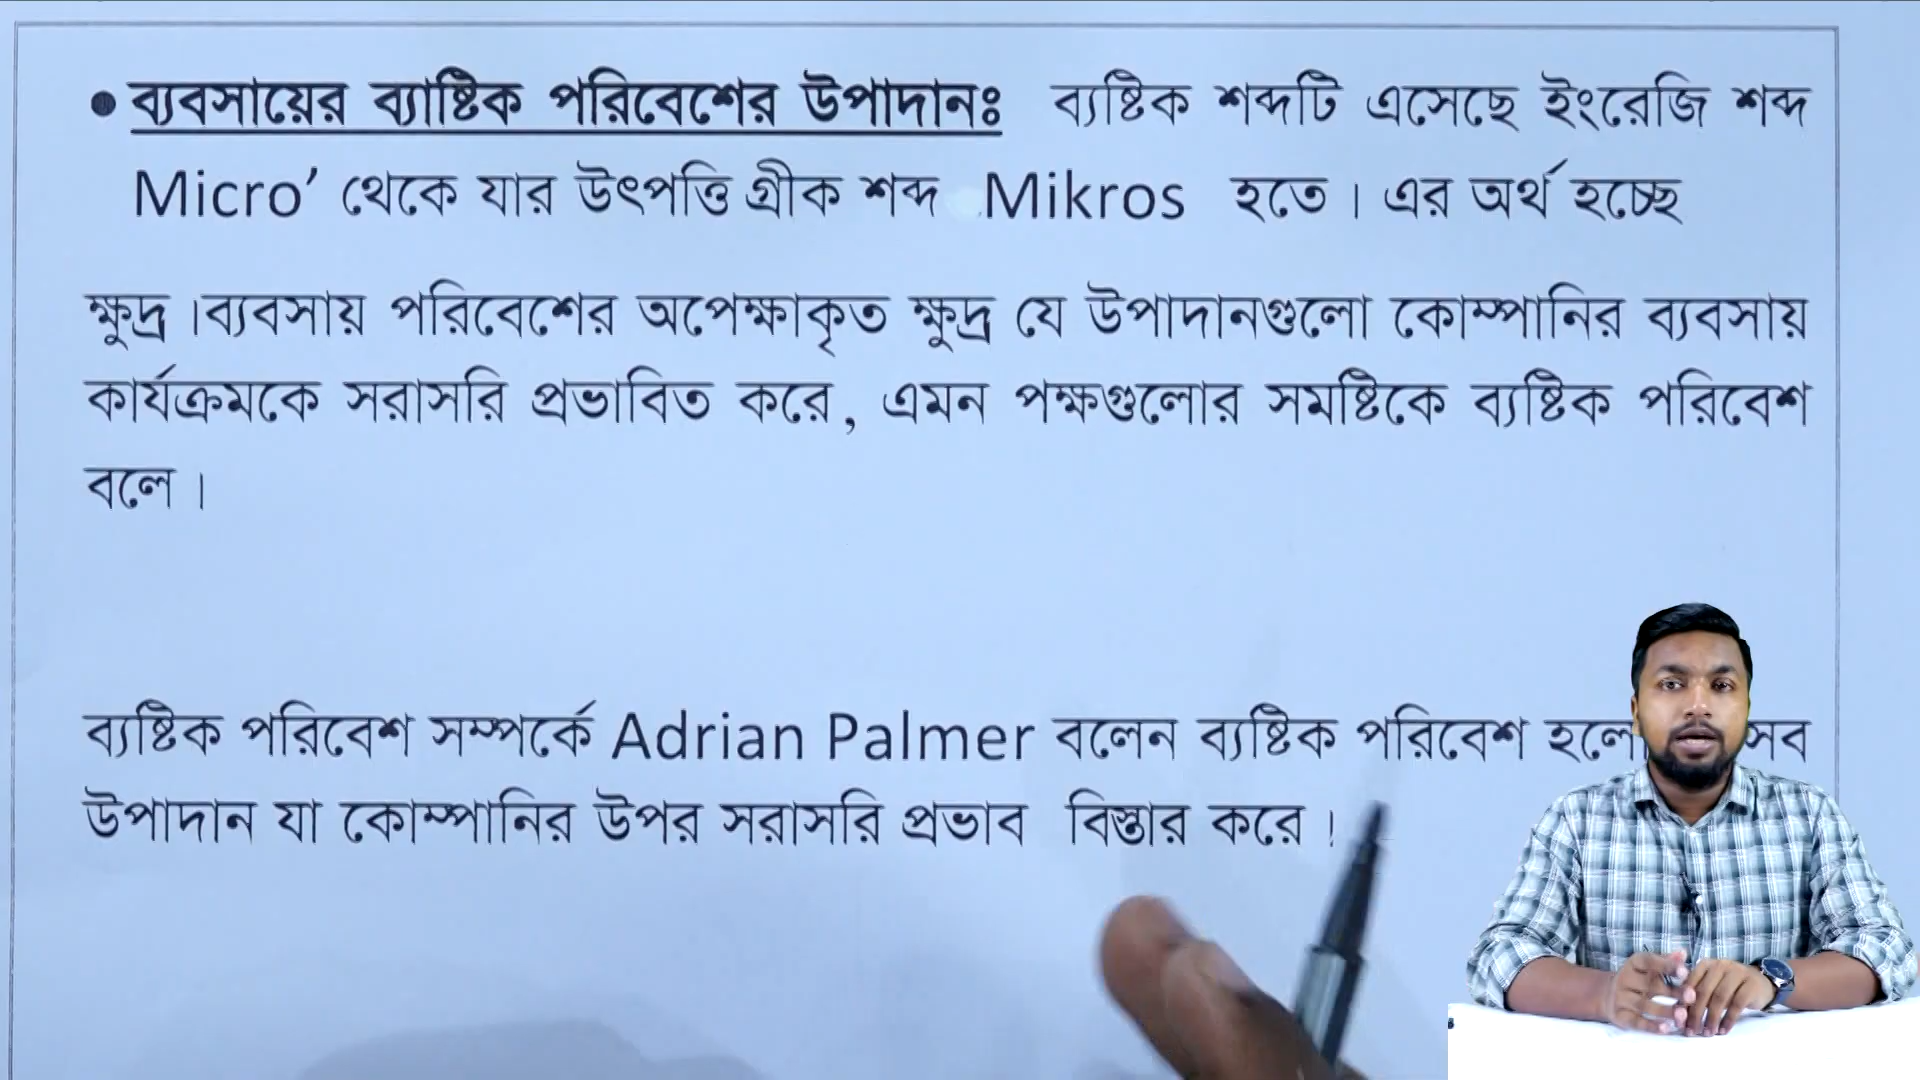 • ব্যবসায়ের ব্যাষ্টিক পরিবেশের উপাদানঃ ব্যষ্টিক শব্দটি এসেছে ইংরেজি শব্দ
Micro’ থেকে যার উৎপত্তি গ্রীক শব্দ Mikros হতে। এর অর্থ হচ্ছে
ক্ষুদ্র।ব্যবসায় পরিবেশের অপেক্ষাকৃত ক্ষুদ্র যে উপাদানগুলো কোম্পানির ব্যবসায়
কার্যক্রমকে সরাসরি প্রভাবিত করে, এমন পক্ষগুলোর সমষ্টিকে ব্যষ্টিক পরিবেশ
বলে।
ব্যষ্টিক পরিবেশ সম্পর্কে Adrian Palmer বলেন ব্যষ্টিক পরিবেশ হলো সব
উপাদান যা কোম্পানির উপর সরাসরি প্রভাব বিস্তার করে।